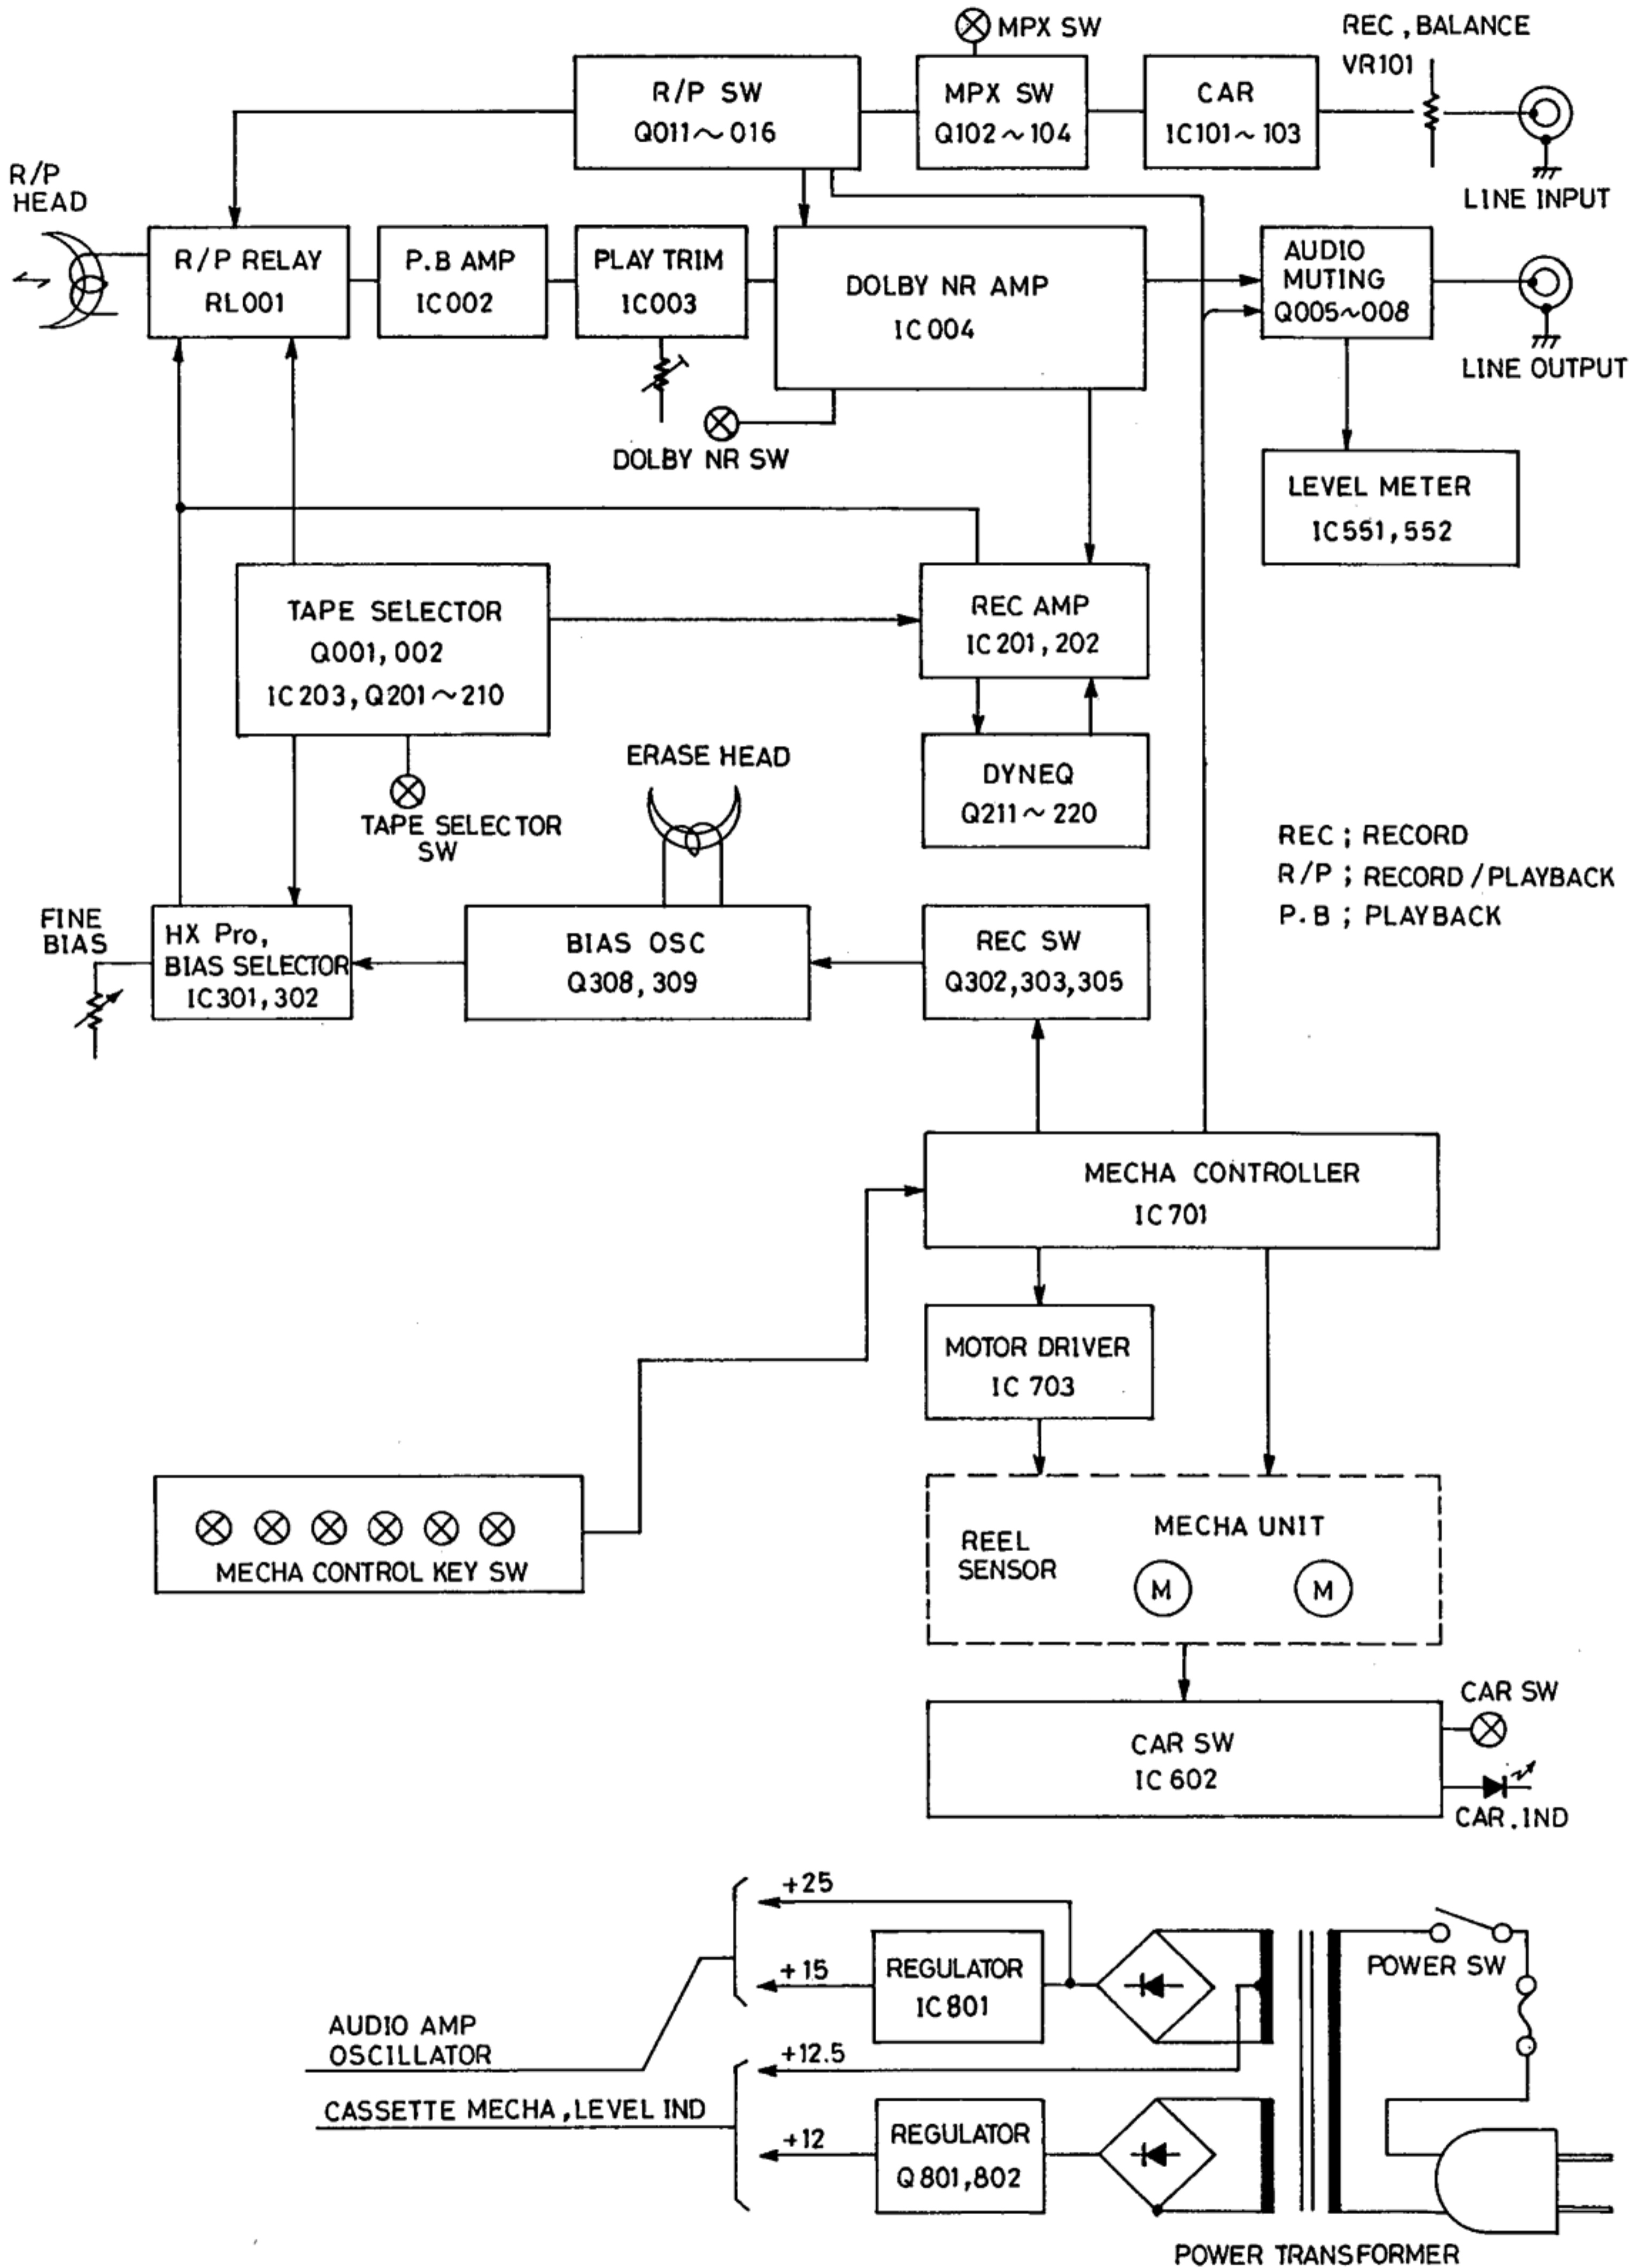 MPX SW
REC , BALANCE
VR101
R/P SW
Q011～016
MPX SW
Q102～104
CAR
IC101～103
LINE INPUT
R/P
HEAD
R/P RELAY
RL001
P.B AMP
IC002
PLAY TRIM
IC003
DOLBY NR AMP
IC004
AUDIO
MUTING
Q005～008
LINE OUTPUT
DOLBY NR SW
LEVEL METER
IC551, 552
TAPE SELECTOR
Q001, 002
IC203, Q201～210
REC AMP
IC201, 202
TAPE SELECTOR
SW
ERASE HEAD
DYNEQ
Q211～220
REC ; RECORD
R/P ; RECORD/PLAYBACK
P.B ; PLAYBACK
FINE
BIAS
HX Pro,
BIAS SELECTOR
IC301, 302
BIAS OSC
Q308, 309
REC SW
Q302,303,305
MECHA CONTROLLER
IC701
MOTOR DRIVER
IC 703
MECHA CONTROL KEY SW
REEL
SENSOR
MECHA UNIT
M
M
CAR SW
IC 602
CAR SW
CAR. IND
+25
+15
REGULATOR
IC801
POWER SW
AUDIO AMP
OSCILLATOR
+12.5
CASSETTE MECHA, LEVEL IND
+12
REGULATOR
Q801,802
POWER TRANSFORMER